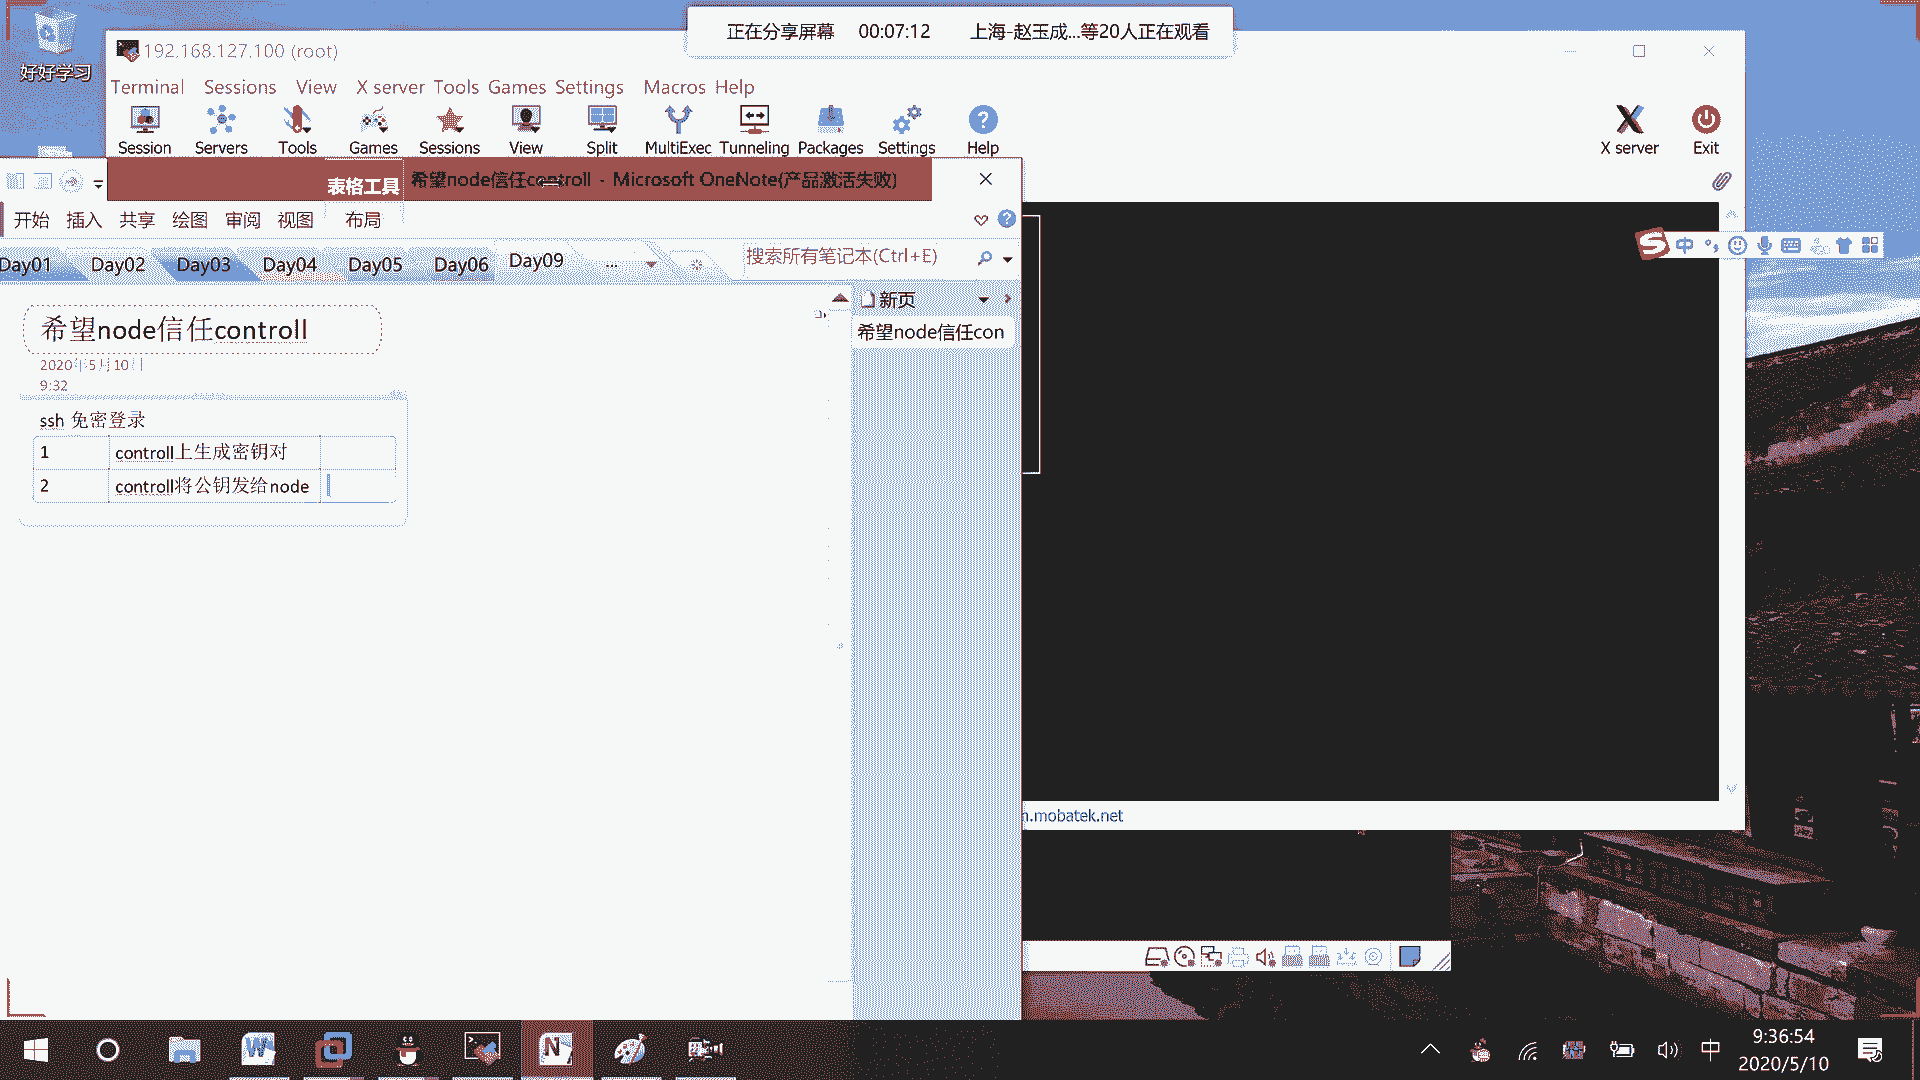 正在分享屏幕 00:07:12 上海-赵玉成...等20人正在观看
好好学习
192.168.127.100 (root)
Terminal Sessions View X server Tools Games Settings Macros Help
Session Servers Tools Games Sessions View Split MultiExec Tunneling Packages Settings Help X server Exit
表格工具 希望node信任controll - Microsoft OneNote(产品激活失败)
开始 插入 共享 绘图 审阅 视图 布局
Day01 Day02 Day03 Day04 Day05 Day06 Day09 ... 搜索所有笔记本(Ctrl+E)
新页
希望node信任con
希望node信任controll
2020年5月10日
9:32
ssh 免密登录
1 controll上生成密钥对
2 controll将公钥发给node
中
n.mobatek.net
中
9:36:54
2020/5/10